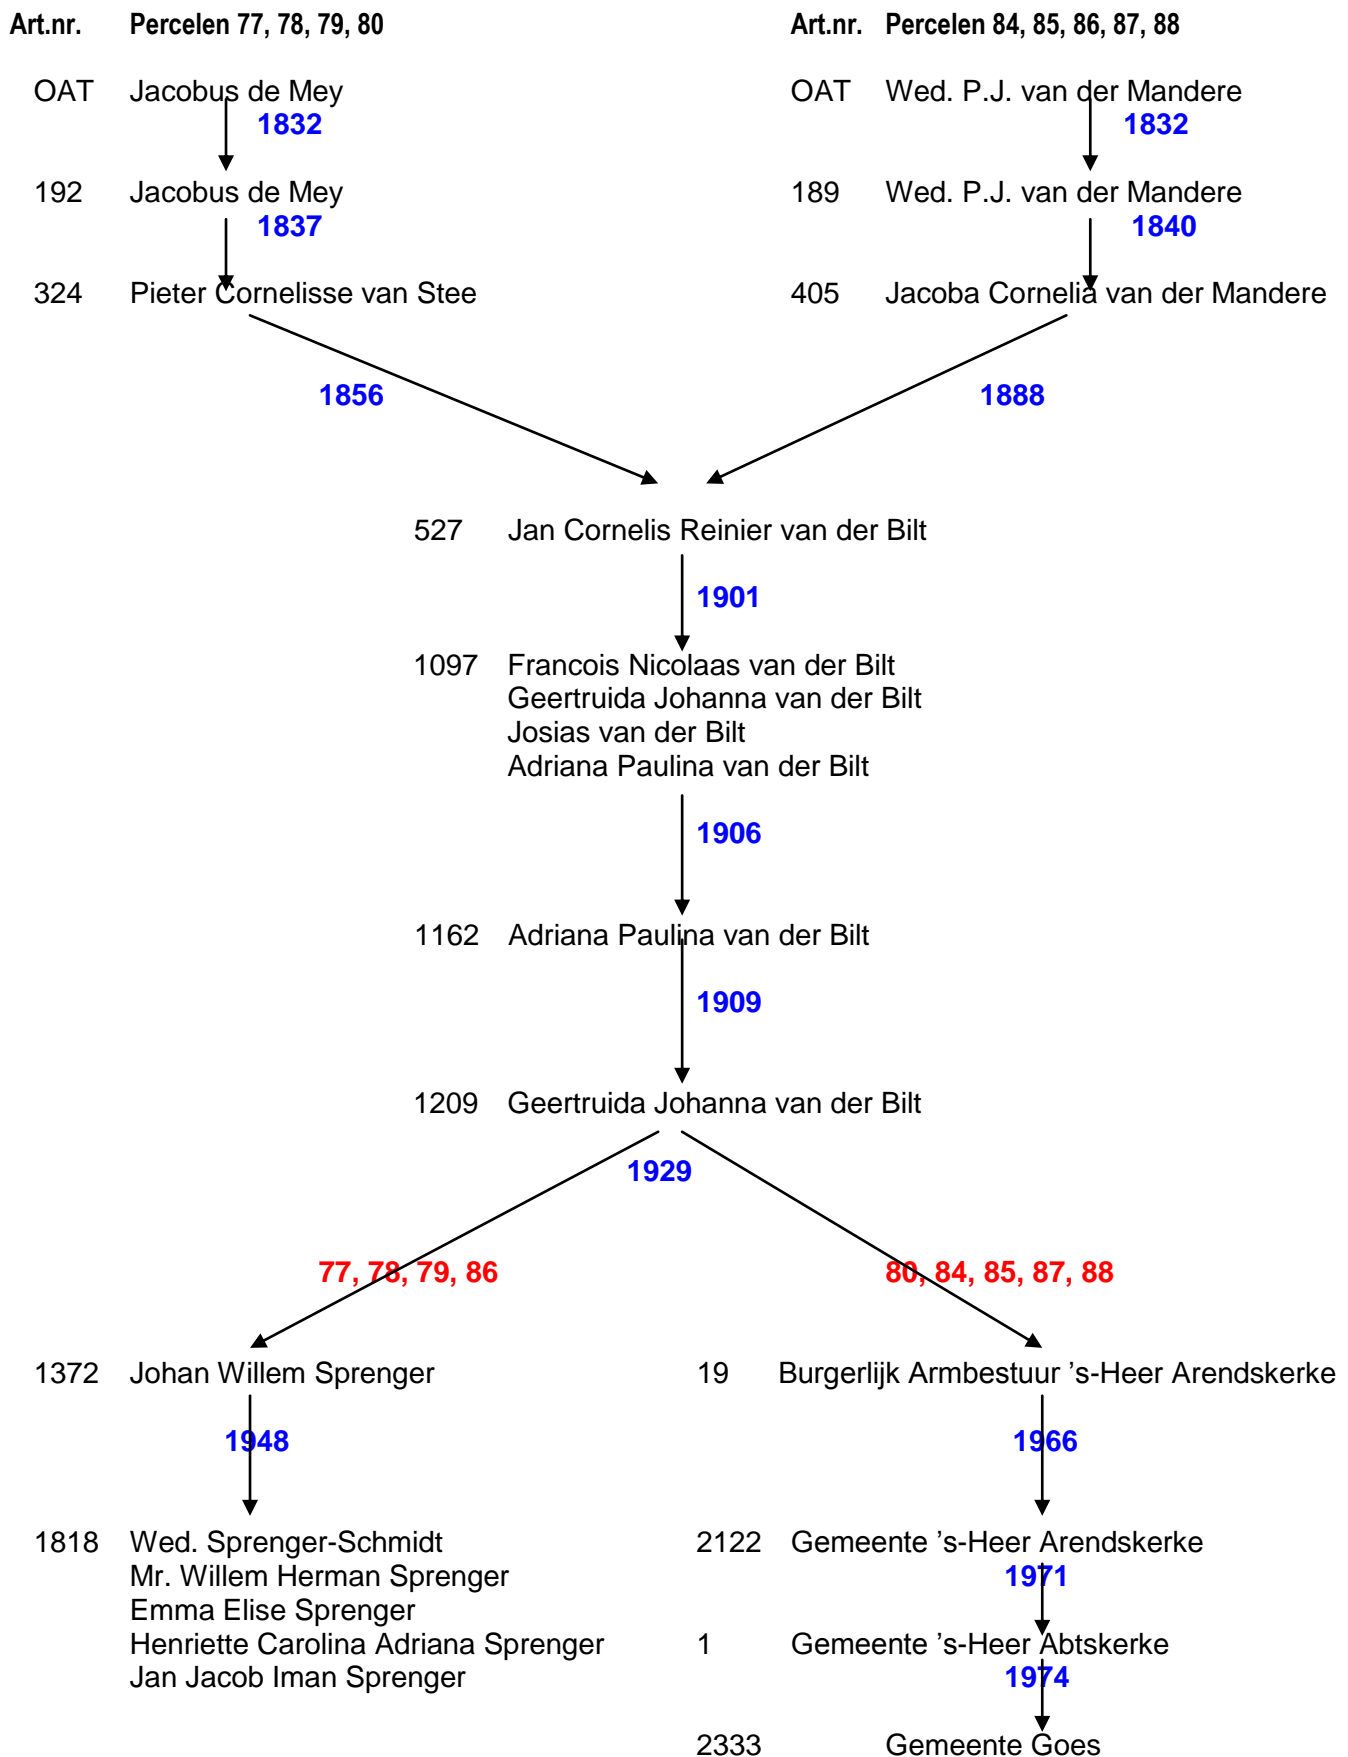 Art.nr. Percelen 77, 78, 79, 80 Art.nr. Percelen 84, 85, 86, 87, 88
OAT Jacobus de Mey OAT Wed. P.J. van der Mandere
1832 1832
192 Jacobus de Mey 189 Wed. P.J. van der Mandere
1837 1840
324 Pieter Cornelisse van Stee 405 Jacoba Cornelia van der Mandere
1856 1888
527 Jan Cornelis Reinier van der Bilt
1901
1097 Francois Nicolaas van der Bilt
Geertruida Johanna van der Bilt
Josias van der Bilt
Adriana Paulina van der Bilt
1906
1162 Adriana Paulina van der Bilt
1909
1209 Geertruida Johanna van der Bilt
1929
77, 78, 79, 86 80, 84, 85, 87, 88
1372 Johan Willem Sprenger 19 Burgerlijk Armbestuur ’s-Heer Arendskerke
1948 1966
1818 Wed. Sprenger-Schmidt 2122 Gemeente ’s-Heer Arendskerke
Mr. Willem Herman Sprenger 1971
Emma Elise Sprenger
Henriette Carolina Adriana Sprenger 1 Gemeente ’s-Heer Abtskerke
Jan Jacob Iman Sprenger 1974
2333 Gemeente Goes